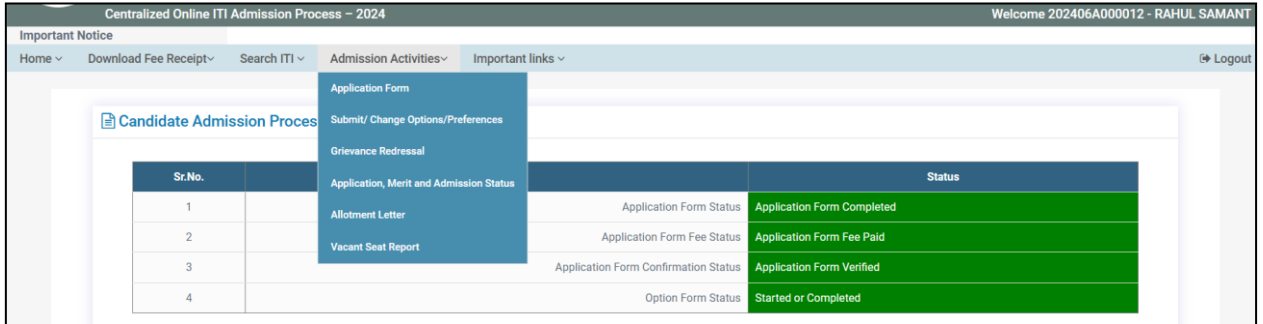 Centralized Online ITI Admission Process – 2024
Welcome 202406A000012 - RAHUL SAMANT
Important Notice
Home Download Fee Receipt Search ITI Admission Activities Important links Logout
Application Form
Submit/ Change Options/Preferences
Grievance Redressal
Application, Merit and Admission Status
Allotment Letter
Vacant Seat Report
Candidate Admission
Sr.No. Status
1 Application Form Status Application Form Completed
2 Application Form Fee Status Application Form Fee Paid
3 Application Form Confirmation Status Application Form Verified
4 Option Form Status Started or Completed